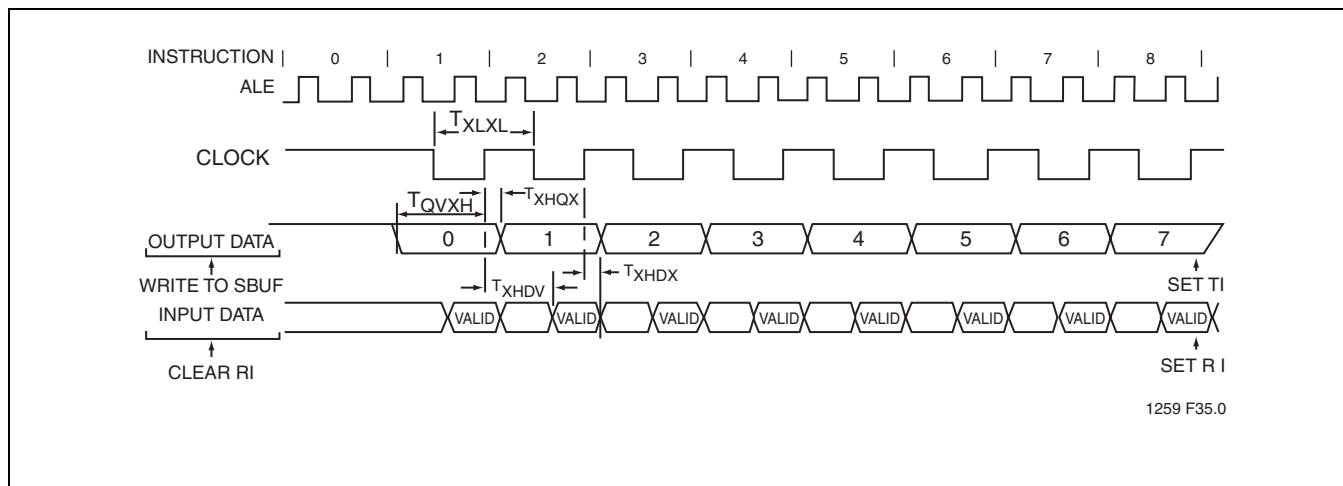 INSTRUCTION 0 1 2 3 4 5 6 7 8
ALE
TXLXL
CLOCK
TQVXH TXHQX
OUTPUT DATA 0 1 2 3 4 5 6 7
WRITE TO SBUF TXHDV TXHDX SET TI
INPUT DATA VALID VALID VALID VALID VALID VALID VALID VALID
CLEAR RI SET R I
1259 F35.0